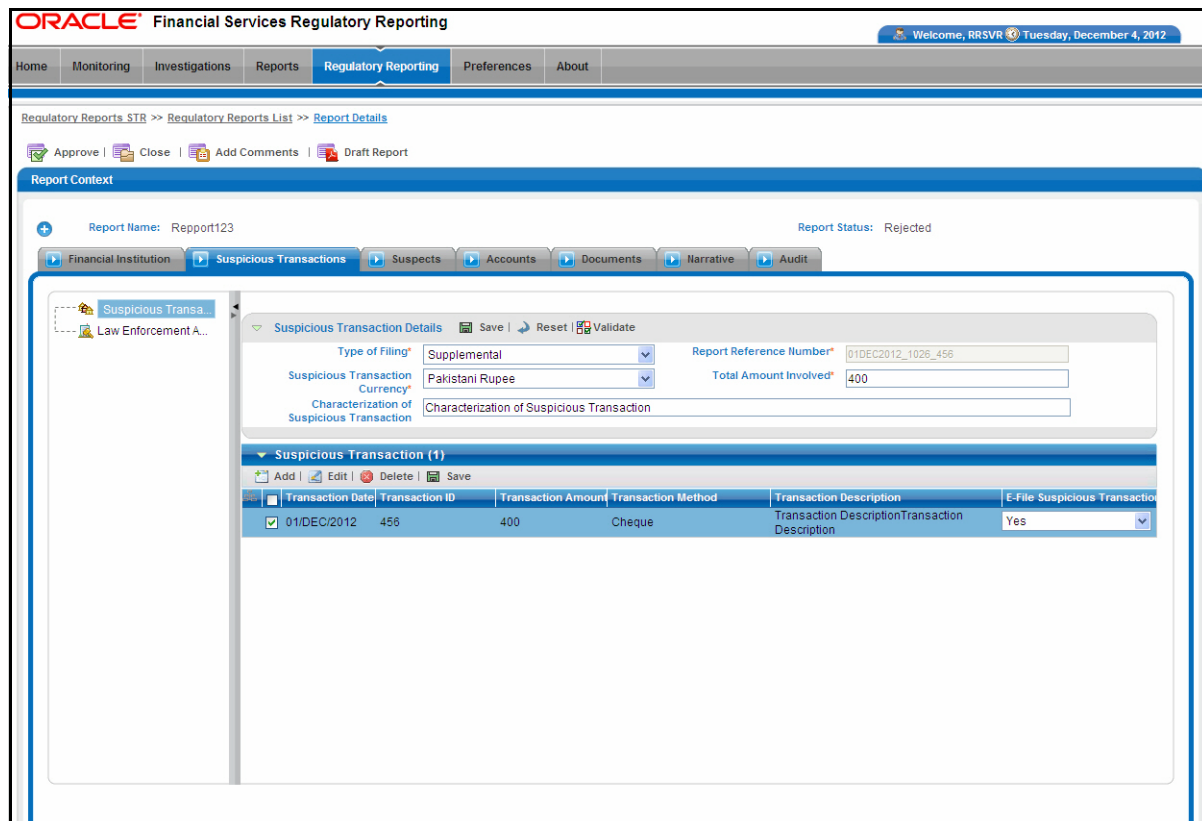 ORACLE® Financial Services Regulatory Reporting
Welcome, RRSVR Tuesday, December 4, 2012
Home Monitoring Investigations Reports Regulatory Reporting Preferences About
Regulatory Reports STR >> Regulatory Reports List >> Report Details
Approve | Close | Add Comments | Draft Report
Report Context
Report Name: Repport123 Report Status: Rejected
Financial Institution Suspicious Transactions Suspects Accounts Documents Narrative Audit
Suspicious Transa...
Law Enforcement A...
Suspicious Transaction Details Save | Reset | Validate
Type of Filing* Supplemental Report Reference Number* 01DEC2012_1026_456
Suspicious Transaction Currency* Pakistani Rupee Total Amount Involved* 400
Characterization of Suspicious Transaction Characterization of Suspicious Transaction
Suspicious Transaction (1)
Add | Edit | Delete | Save
Transaction Date Transaction ID Transaction Amount Transaction Method Transaction Description E-File Suspicious Transaction
01/DEC/2012 456 400 Cheque Transaction DescriptionTransaction Description Yes